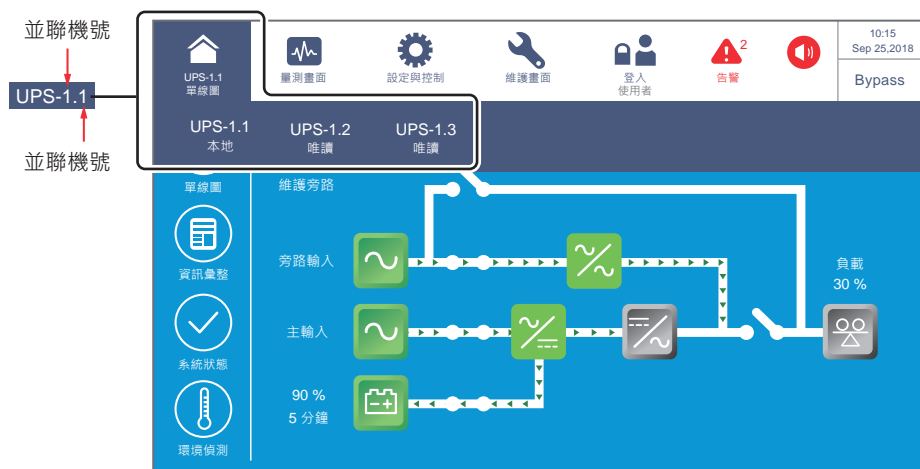 並聯機號
UPS-1.1
並聯機號
UPS-1.1
單線圖
量測畫面
設定與控制
維護畫面
登入
使用者
2
告警
10:15
Sep 25,2018
Bypass
UPS-1.1
本地
UPS-1.2
唯讀
UPS-1.3
唯讀
單線圖
資訊彙整
系統狀態
環境偵測
維護旁路
旁路輸入
主輸入
90 %
5 分鐘
負載
30 %